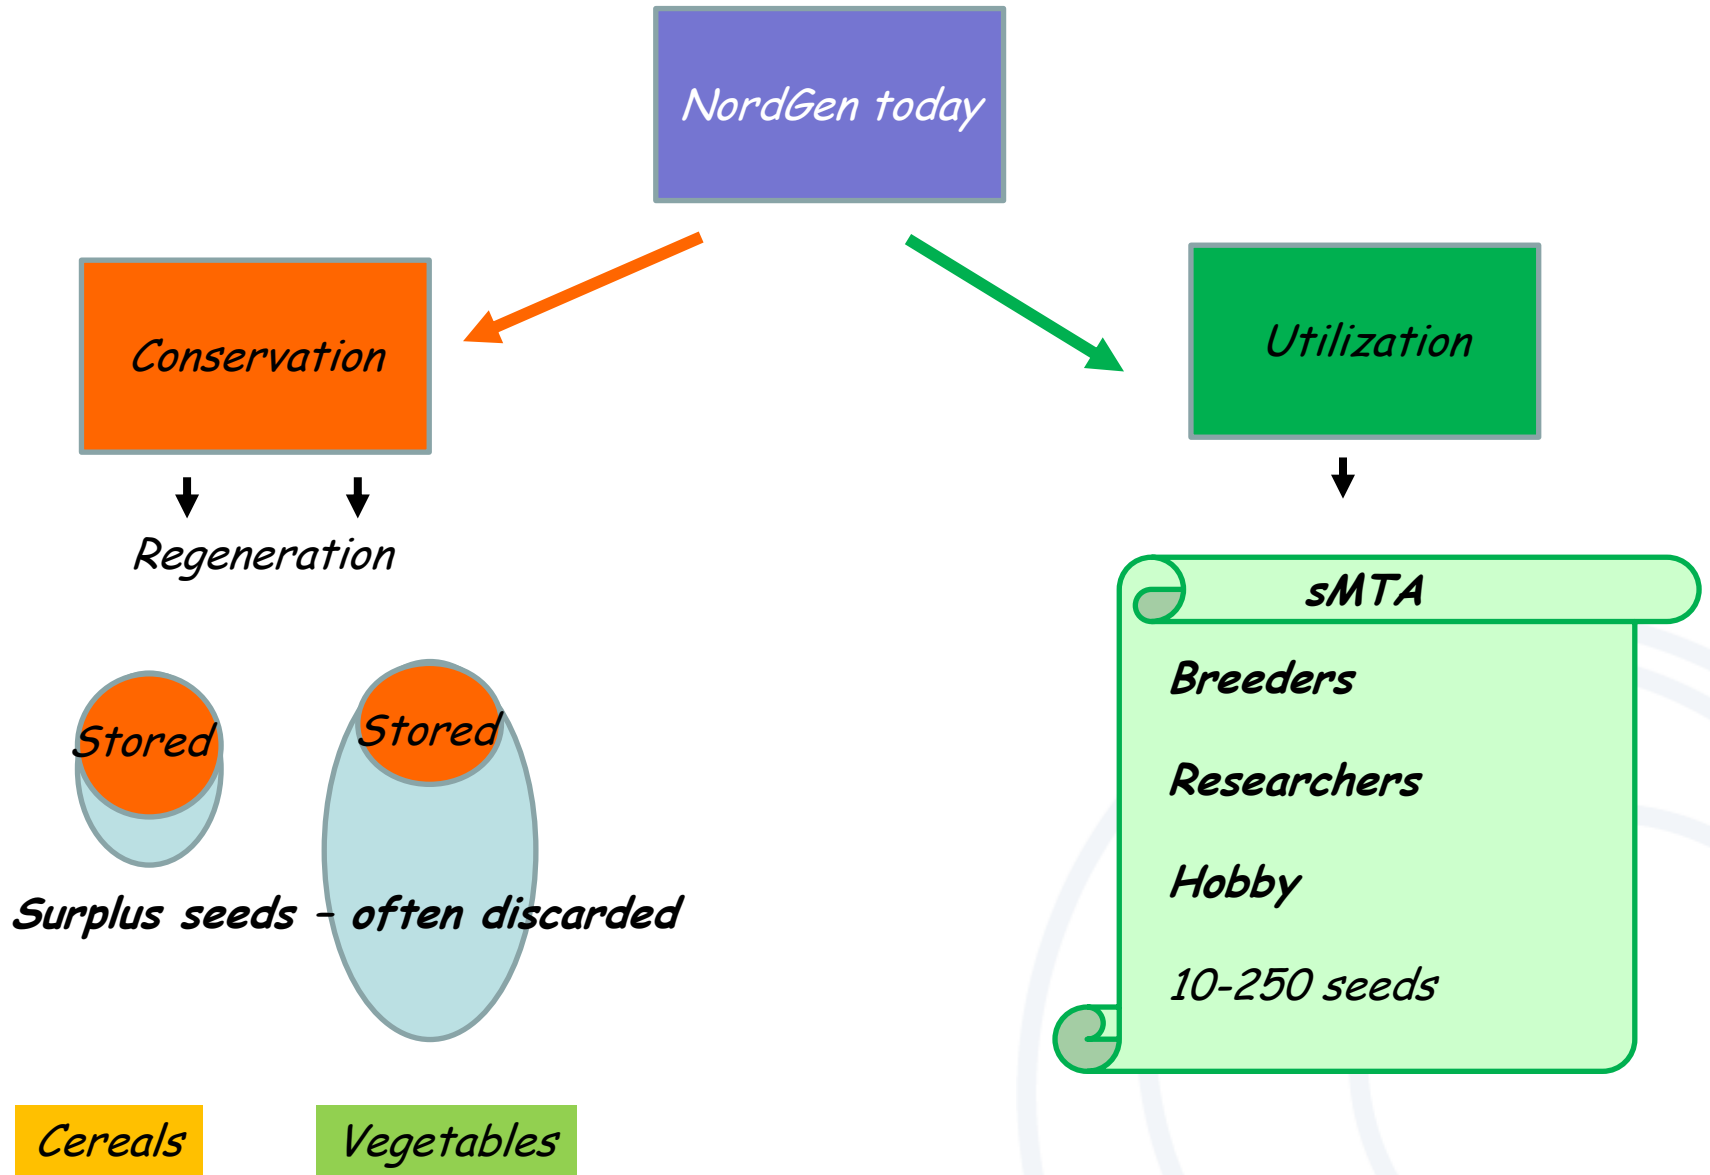 NordGen today
Conservation
Utilization
Regeneration
sMTA
Breeders
Researchers
Hobby
10-250 seeds
Stored
Stored
Surplus seeds - often discarded
Cereals
Vegetables